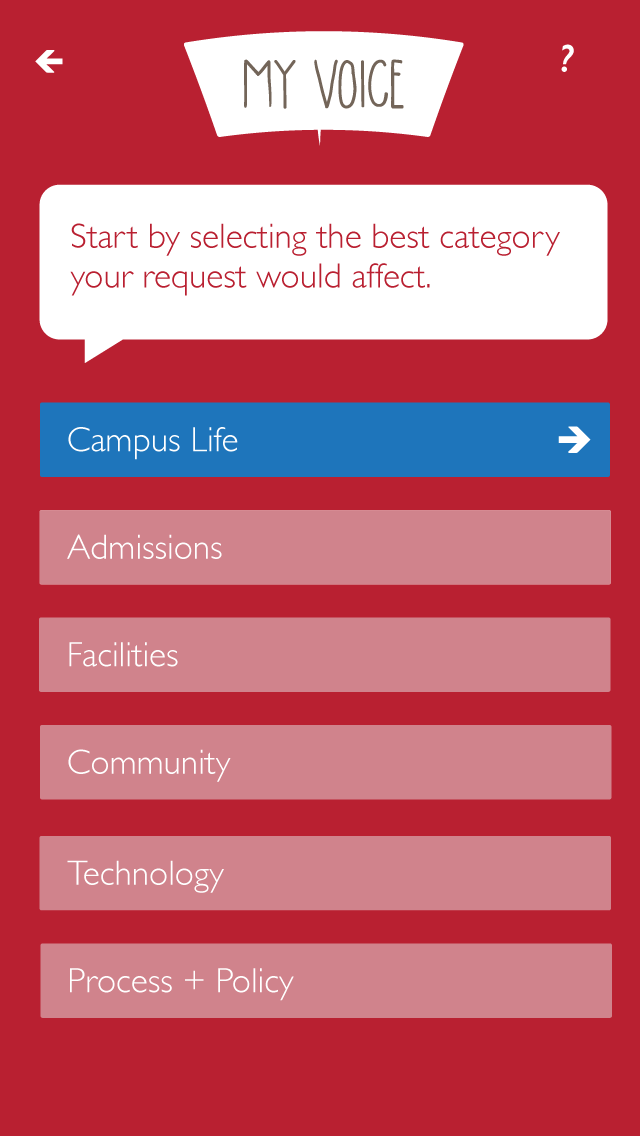 MY VOICE
?
Start by selecting the best category
your request would affect.
Campus Life
Admissions
Facilities
Community
Technology
Process + Policy